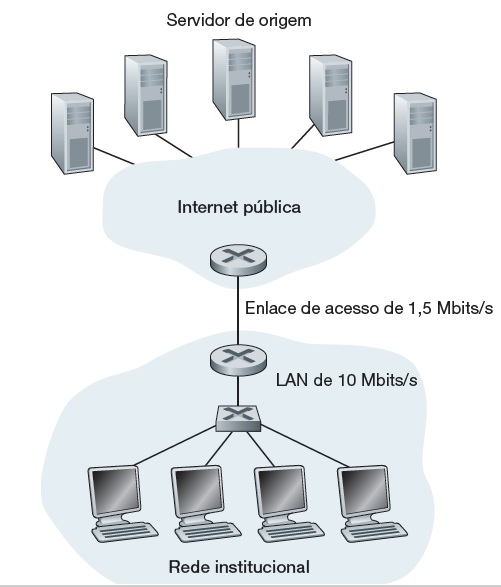 Servidor de origem
Internet pública
Enlace de acesso de 1,5 Mbits/s
LAN de 10 Mbits/s
Rede institucional